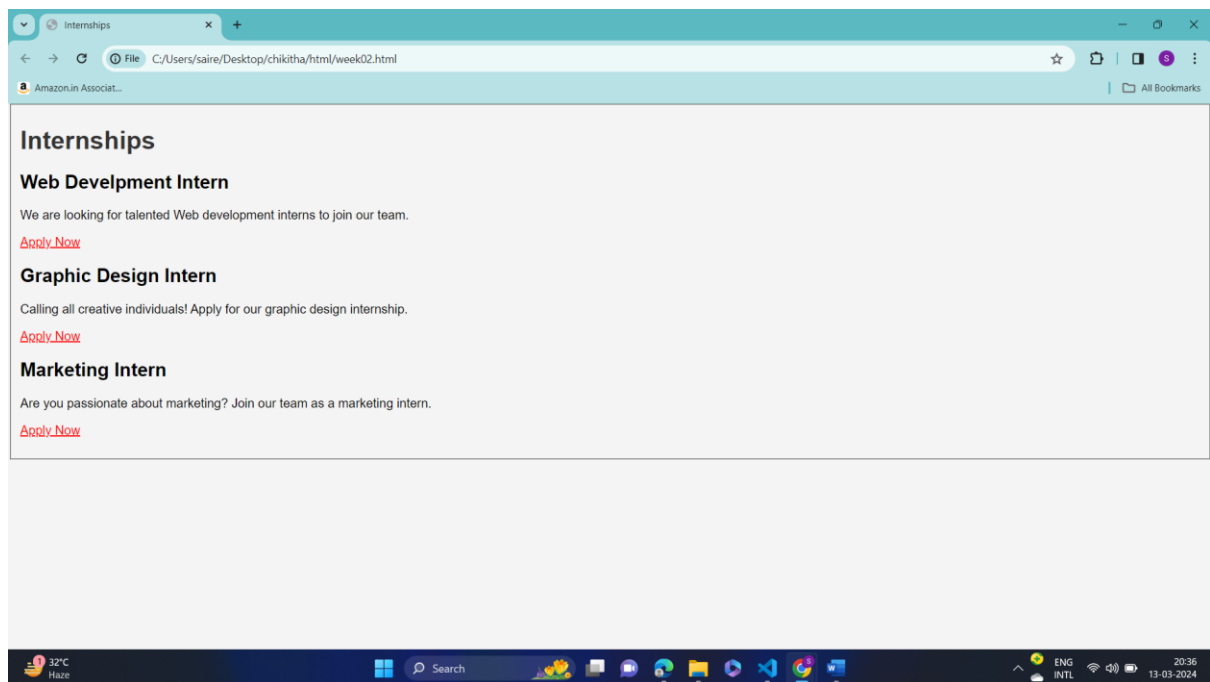 Internships
File C:/Users/saire/Desktop/chikitha/html/week02.html
S
a Amazon.in Associat...
All Bookmarks
Internships
Web Develpment Intern
We are looking for talented Web development interns to join our team.
Apply Now
Graphic Design Intern
Calling all creative individuals! Apply for our graphic design internship.
Apply Now
Marketing Intern
Are you passionate about marketing? Join our team as a marketing intern.
Apply Now
1 32°C
Haze
Search
W
ENG
INTL
20:36
13-03-2024